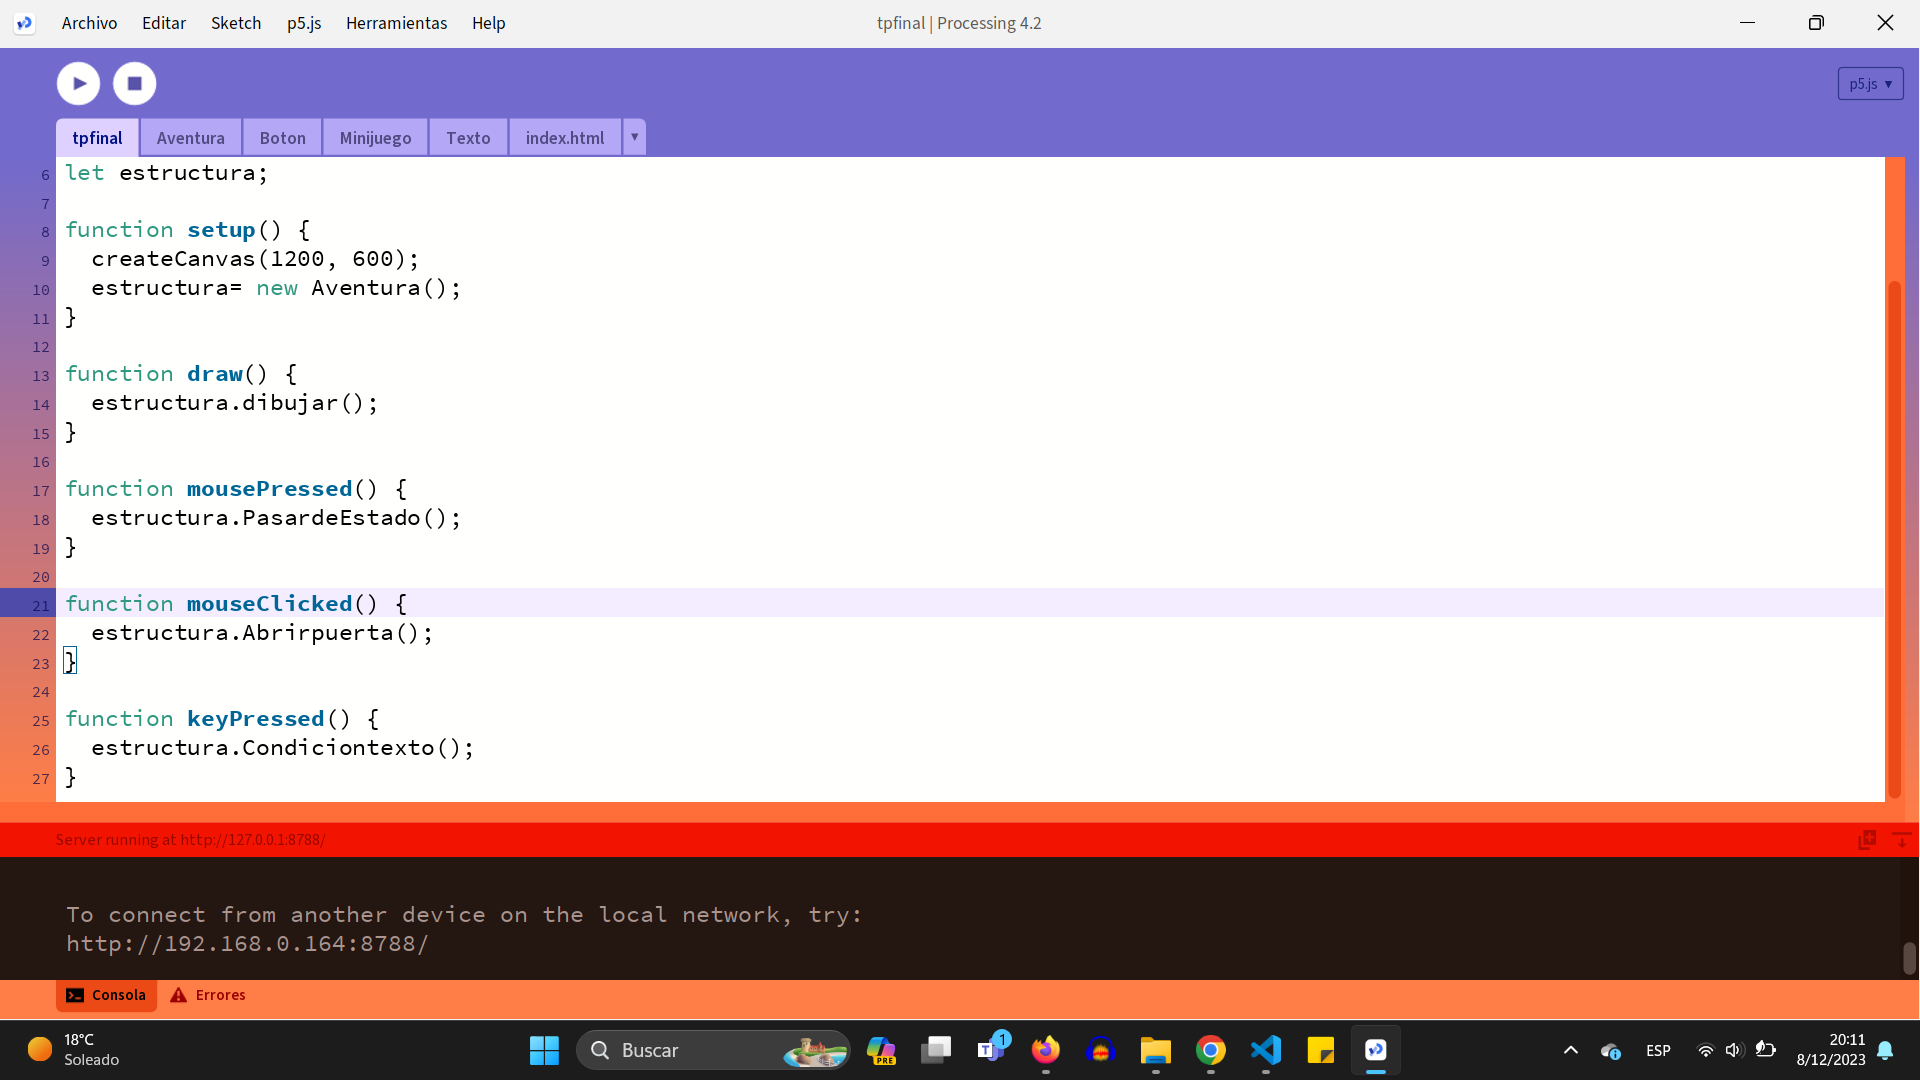 Archivo Editar Sketch p5.js Herramientas Help tpfinal | Processing 4.2
p5.js ▾
tpfinal Aventura Boton Minijuego Texto index.html ▾
6 let estructura;
7
8 function setup() {
9 createCanvas(1200, 600);
10 estructura= new Aventura();
11 }
12
13 function draw() {
14 estructura.dibujar();
15 }
16
17 function mousePressed() {
18 estructura.PasardeEstado();
19 }
20
21 function mouseClicked() {
22 estructura.Abrirpuerta();
23 }
24
25 function keyPressed() {
26 estructura.Condiciontexto();
27 }
Server running at http://127.0.0.1:8788/
To connect from another device on the local network, try:
http://192.168.0.164:8788/
Consola Errores
18°C
Soleado
Buscar
PRE
1
ESP
20:11
8/12/2023